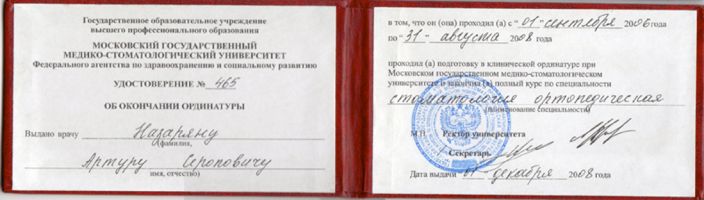 Государственное образовательное учреждение
высшего профессионального образования
МОСКОВСКИЙ ГОСУДАРСТВЕННЫЙ
МЕДИКО-СТОМАТОЛОГИЧЕСКИЙ УНИВЕРСИТЕТ
Федерального агентства по здравоохранению и социальному развитию
УДОСТОВЕРЕНИЕ № 465
ОБ ОКОНЧАНИИ ОРДИНАТУРЫ
Выдано врачу Назаряну
(фамилия,
Артуру Сероповичу
имя, отчество)
в том, что он (она) проходил (а) с "01" сентября 2006 года
по "31" августа 2008 года
проходил (а) подготовку в клинической ординатуре при
Московском государственном медико-стоматологическом
университете и закончил (а) полный курс по специальности
стоматология ортопедическая
(наименование специальности)
М.П. Ректор университета
Секретарь
Дата выдачи 01 декабря 2008 года